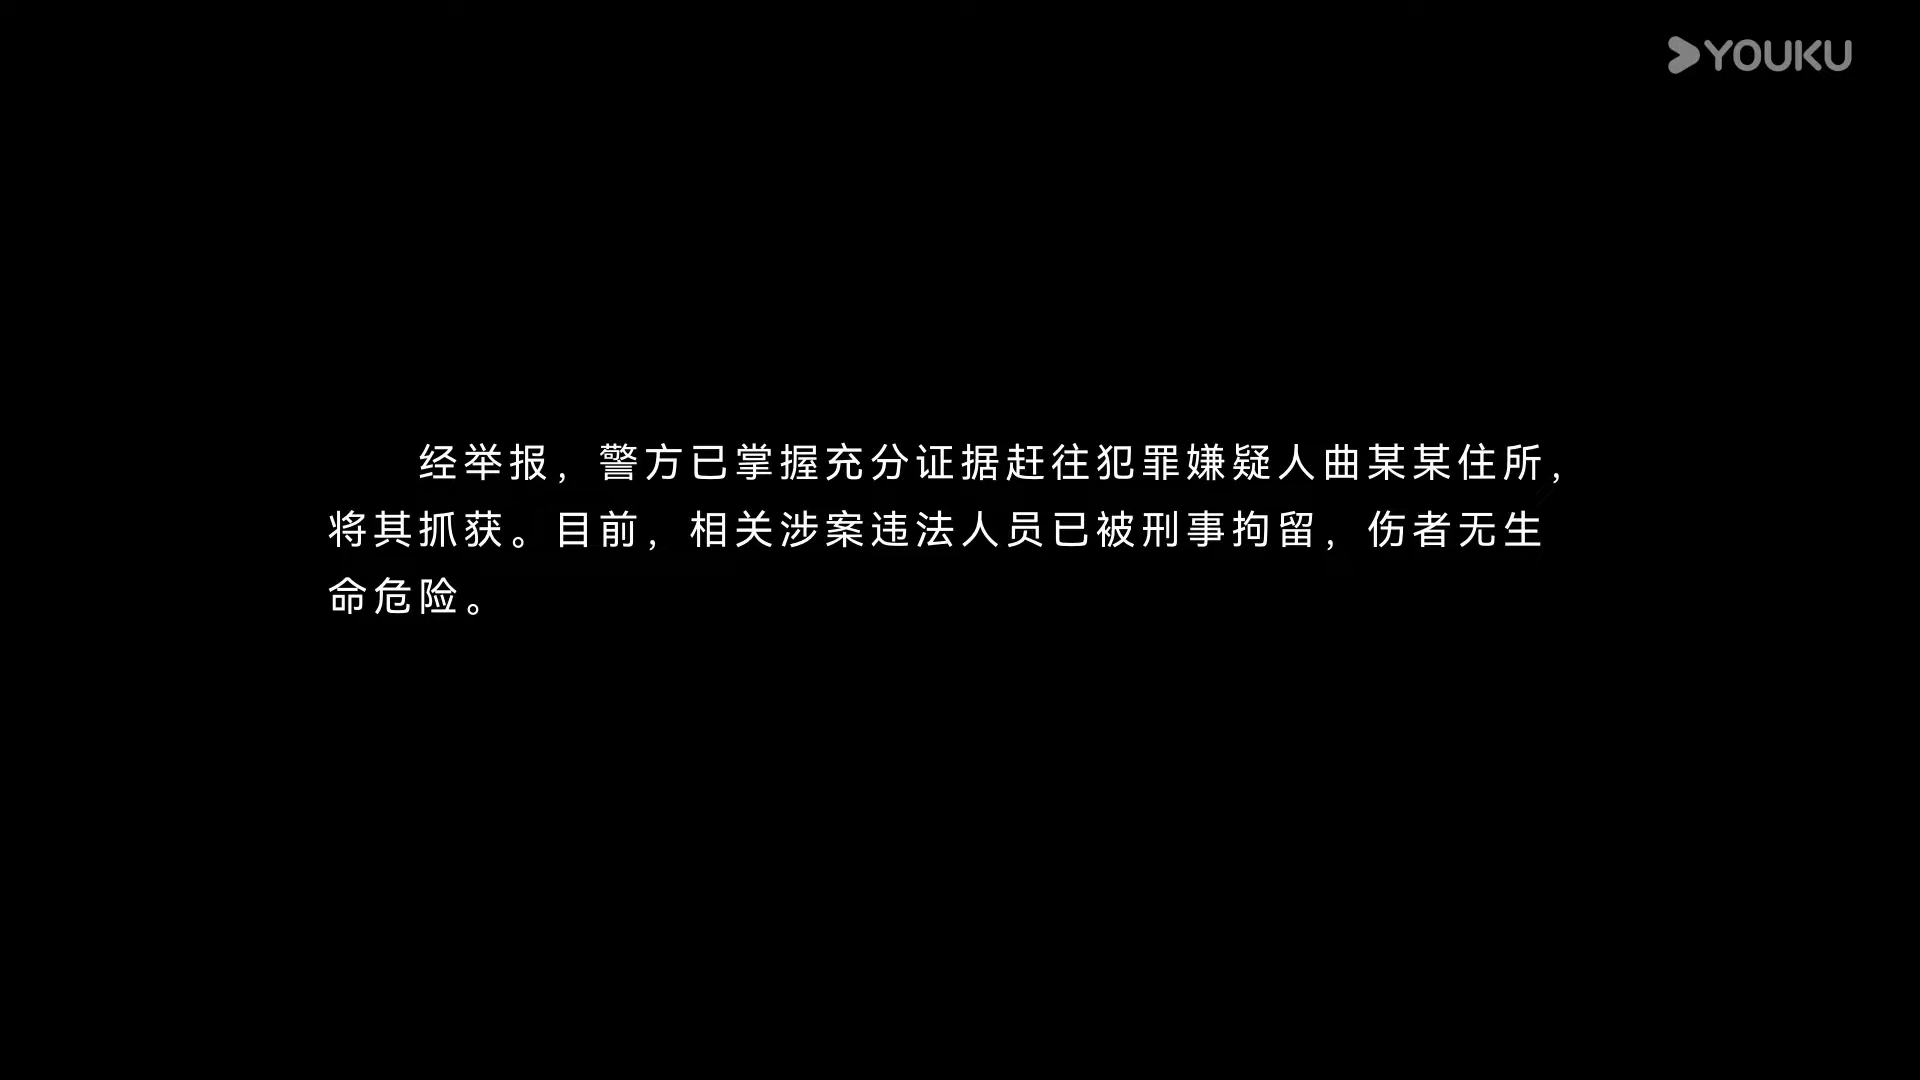 YOUKU
经举报，警方已掌握充分证据赶往犯罪嫌疑人曲某某住所，
将其抓获。目前，相关涉案违法人员已被刑事拘留，伤者无生
命危险。